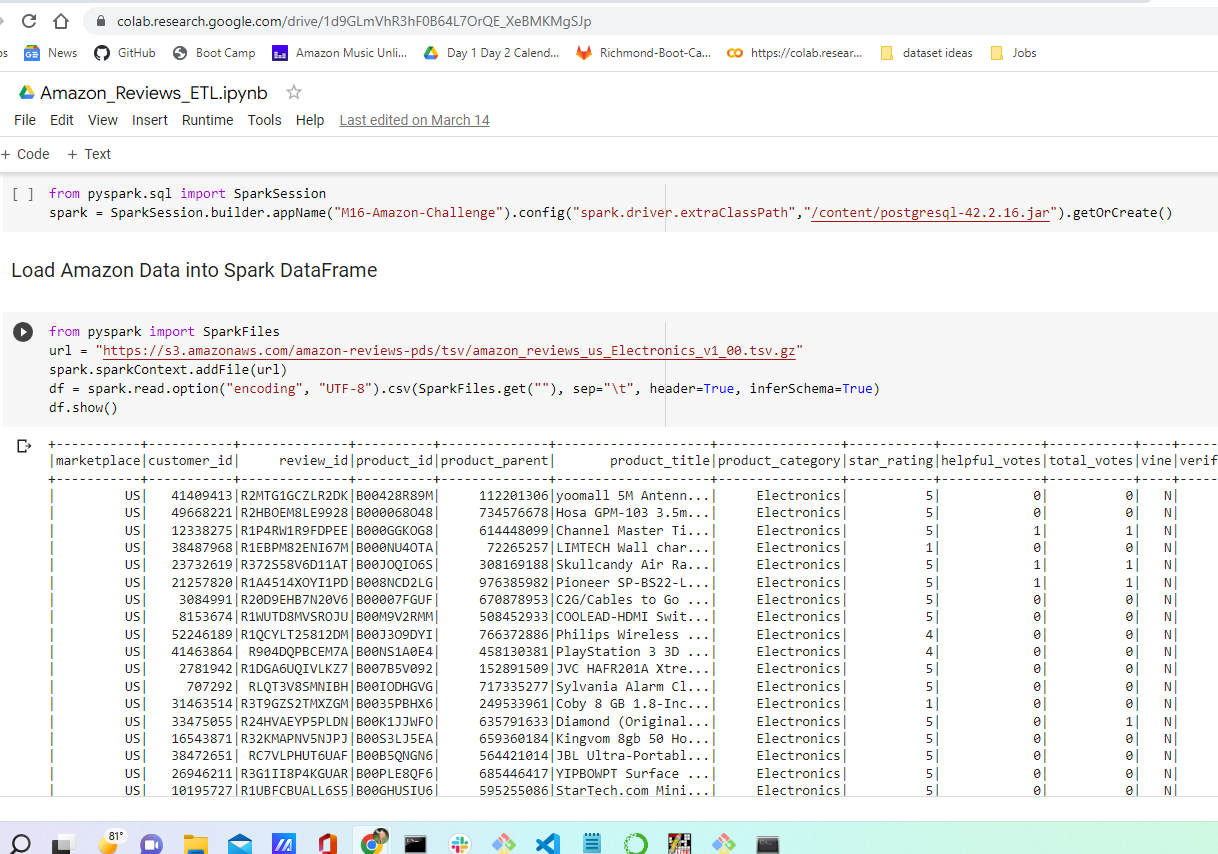 colab.research.google.com/drive/1d9GLmVhR3hF0B64L7OrQE_XeBMKMgSJp
os News GitHub Boot Camp Amazon Music Unli... Day 1 Day 2 Calend... Richmond-Boot-Ca... https://colab.resear... dataset ideas Jobs
Amazon_Reviews_ETL.ipynb
File Edit View Insert Runtime Tools Help Last edited on March 14
+ Code + Text
[ ] from pyspark.sql import SparkSession
spark = SparkSession.builder.appName("M16-Amazon-Challenge").config("spark.driver.extraClassPath","/content/postgresql-42.2.16.jar").getOrCreate()
Load Amazon Data into Spark DataFrame
from pyspark import SparkFiles
url = "https://s3.amazonaws.com/amazon-reviews-pds/tsv/amazon_reviews_us_Electronics_v1_00.tsv.gz"
spark.sparkContext.addFile(url)
df = spark.read.option("encoding", "UTF-8").csv(SparkFiles.get(""), sep="\t", header=True, inferSchema=True)
df.show()
+-----------+-----------+--------------+----------+--------------+--------------------+----------------+-----------+-------------+-----------+----+-----
|marketplace|customer_id|     review_id|product_id|product_parent|       product_title|product_category|star_rating|helpful_votes|total_votes|vine|verif
+-----------+-----------+--------------+----------+--------------+--------------------+----------------+-----------+-------------+-----------+----+-----
|         US|   41409413|R2MTG1GCZLR2DK|B00428R89M|     112201306|yoomall 5M Antenn...|     Electronics|          5|            0|          0|   N|
|         US|   49668221|R2HBOEM8LE9928|B000068O48|     734576678|Hosa GPM-103 3.5m...|     Electronics|          5|            0|          0|   N|
|         US|   12338275|R1P4RW1R9FDPEE|B000GGKOG8|     614448099|Channel Master Ti...|     Electronics|          5|            1|          1|   N|
|         US|   38487968|R1EBPM82ENI67M|B000NU4OTA|      72265257|LIMTECH Wall char...|     Electronics|          1|            0|          0|   N|
|         US|   23732619|R372S58V6D11AT|B00JOQIO6S|     308169188|Skullcandy Air Ra...|     Electronics|          5|            1|          1|   N|
|         US|   21257820|R1A4514XOYI1PD|B008NCD2LG|     976385982|Pioneer SP-BS22-L...|     Electronics|          5|            1|          1|   N|
|         US|    3084991|R20D9EHB7N20V6|B00007FGUF|     670878953|C2G/Cables to Go ...|     Electronics|          5|            0|          0|   N|
|         US|    8153674|R1WUTD8MVSROJU|B00M9V2RMM|     508452933|COOLEAD-HDMI Swit...|     Electronics|          5|            0|          0|   N|
|         US|   52246189|R1QCYLT25812DM|B00J3O9DYI|     766372886|Philips Wireless ...|     Electronics|          4|            0|          0|   N|
|         US|   41463864| R904DQPBCEM7A|B00NS1A0E4|     458130381|PlayStation 3 3D ...|     Electronics|          4|            0|          0|   N|
|         US|    2781942|R1DGA6UQIVLKZ7|B007B5V092|     152891509|JVC HAFR201A Xtre...|     Electronics|          5|            0|          0|   N|
|         US|     707292| RLQT3V8SMNIBH|B00IODHGVG|     717335277|Sylvania Alarm Cl...|     Electronics|          5|            0|          0|   N|
|         US|   31463514|R3T9GZS2TMXZGM|B0035PBHX6|     249533961|Coby 8 GB 1.8-Inc...|     Electronics|          1|            0|          0|   N|
|         US|   33475055|R24HVAEYP5PLDN|B00K1JJWFO|     635791633|Diamond (Original...|     Electronics|          5|            0|          1|   N|
|         US|   16543871|R32KMAPNV5NJPJ|B00S3LJ5EA|     659360184|Kingvom 8gb 50 Ho...|     Electronics|          5|            0|          0|   N|
|         US|   38472651| RC7VLPHUT6UAF|B00B5QNGN6|     564421014|JBL Ultra-Portabl...|     Electronics|          5|            0|          0|   N|
|         US|   26946211|R3G1II8P4KGUAR|B00PLE8QF6|     685446417|YIPBOWPT Surface ...|     Electronics|          5|            0|          0|   N|
|         US|   10195727|R1UBFCBUALL6S5|B00GHUSIU6|     595255086|StarTech.com Mini...|     Electronics|          5|            0|          0|   N|
81°